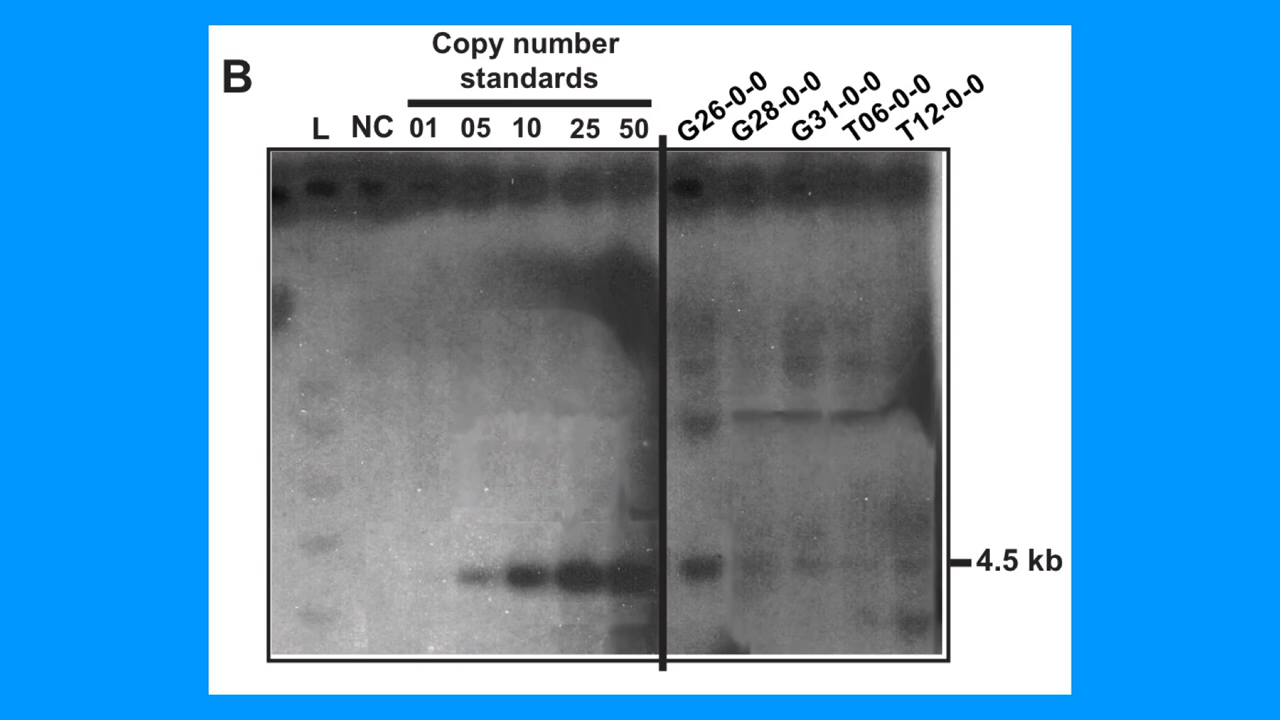 B
Copy number
standards
L NC 01 05 10 25 50
G26-0-0
G28-0-0
G31-0-0
T06-0-0
T12-0-0
4.5 kb